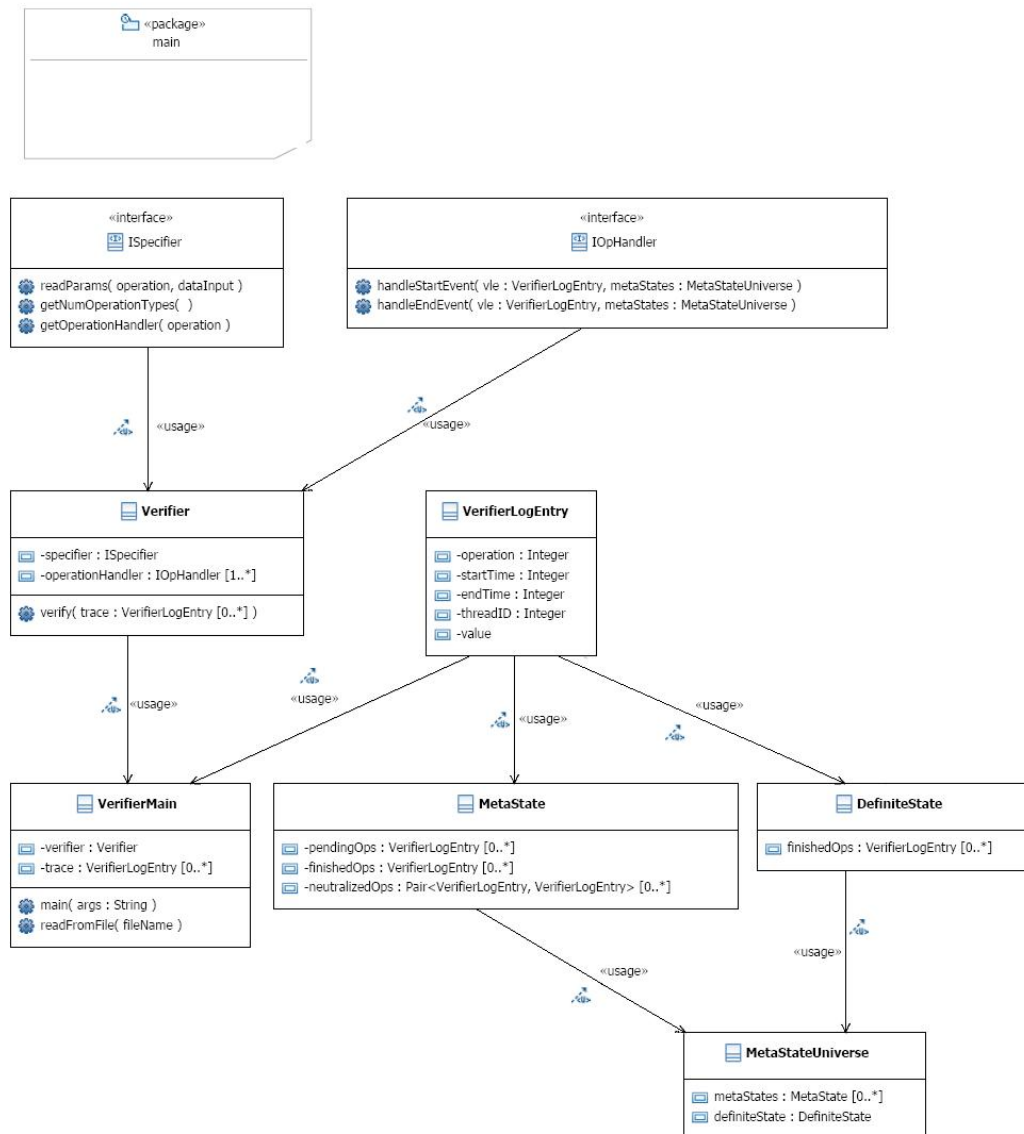 «package»
main
«interface»
ISpecifier
readParams( operation, dataInput )
getNumOperationTypes(  )
getOperationHandler( operation )
«interface»
IOpHandler
handleStartEvent( vle : VerifierLogEntry, metaStates : MetaStateUniverse )
handleEndEvent( vle : VerifierLogEntry, metaStates : MetaStateUniverse )
«usage»
«usage»
Verifier
-specifier : ISpecifier
-operationHandler : IOpHandler [1..*]
verify( trace : VerifierLogEntry [0..*] )
VerifierLogEntry
-operation : Integer
-startTime : Integer
-endTime : Integer
-threadID : Integer
-value
«usage»
«usage»
«usage»
«usage»
VerifierMain
-verifier : Verifier
-trace : VerifierLogEntry [0..*]
main( args : String )
readFromFile( fileName )
MetaState
-pendingOps : VerifierLogEntry [0..*]
-finishedOps : VerifierLogEntry [0..*]
-neutralizedOps : Pair<VerifierLogEntry, VerifierLogEntry> [0..*]
DefiniteState
finishedOps : VerifierLogEntry [0..*]
«usage»
«usage»
MetaStateUniverse
metaStates : MetaState [0..*]
definiteState : DefiniteState